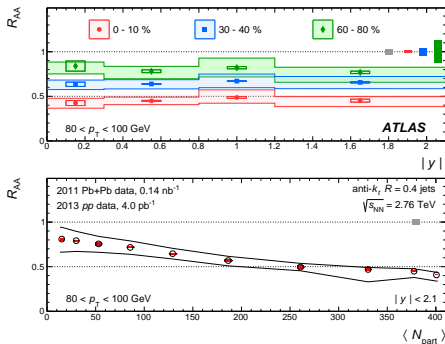 R_AA
0 - 10 %
30 - 40 %
60 - 80 %
1
0.5
0
80 < p_T < 100 GeV
ATLAS
0 0.2 0.4 0.6 0.8 1 1.2 1.4 1.6 1.8 2
| y |
R_AA
2011 Pb+Pb data, 0.14 nb⁻¹
anti-k_t R = 0.4 jets
2013 pp data, 4.0 pb⁻¹
√s_NN = 2.76 TeV
1
0.5
80 < p_T < 100 GeV
| y | < 2.1
0
0 50 100 150 200 250 300 350 400
⟨ N_part ⟩